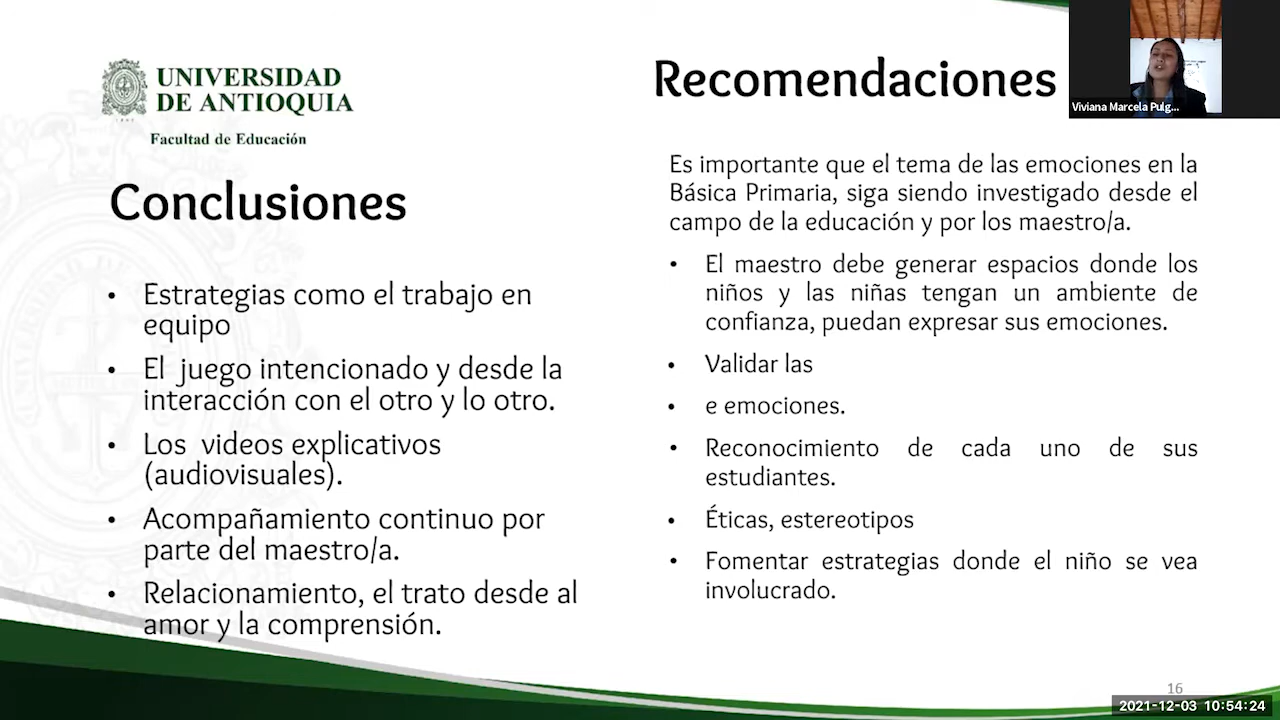 UNIVERSIDAD
DE ANTIOQUIA
1803
Facultad de Educación
Conclusiones
• Estrategias como el trabajo en
equipo
• El juego intencionado y desde la
interacción con el otro y lo otro.
• Los videos explicativos
(audiovisuales).
• Acompañamiento continuo por
parte del maestro/a.
• Relacionamiento, el trato desde al
amor y la comprensión.
Recomendaciones
Es importante que el tema de las emociones en la
Básica Primaria, siga siendo investigado desde el
campo de la educación y por los maestro/a.
• El maestro debe generar espacios donde los
niños y las niñas tengan un ambiente de
confianza, puedan expresar sus emociones.
• Validar las
• e emociones.
• Reconocimiento de cada uno de sus
estudiantes.
• Éticas, estereotipos
• Fomentar estrategias donde el niño se vea
involucrado.
Viviana Marcela Pulg...
16
2021-12-03 10:54:24